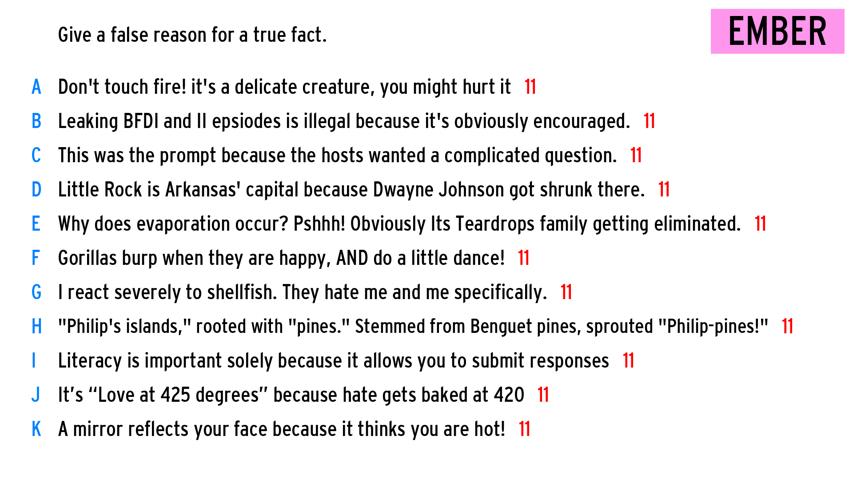 Give a false reason for a true fact.
EMBER
A Don't touch fire! it's a delicate creature, you might hurt it 11
B Leaking BFDI and II epsiodes is illegal because it's obviously encouraged. 11
C This was the prompt because the hosts wanted a complicated question. 11
D Little Rock is Arkansas' capital because Dwayne Johnson got shrunk there. 11
E Why does evaporation occur? Pshhh! Obviously Its Teardrops family getting eliminated. 11
F Gorillas burp when they are happy, AND do a little dance! 11
G I react severely to shellfish. They hate me and me specifically. 11
H "Philip's islands," rooted with "pines." Stemmed from Benguet pines, sprouted "Philip-pines!" 11
I Literacy is important solely because it allows you to submit responses 11
J It’s “Love at 425 degrees” because hate gets baked at 420 11
K A mirror reflects your face because it thinks you are hot! 11